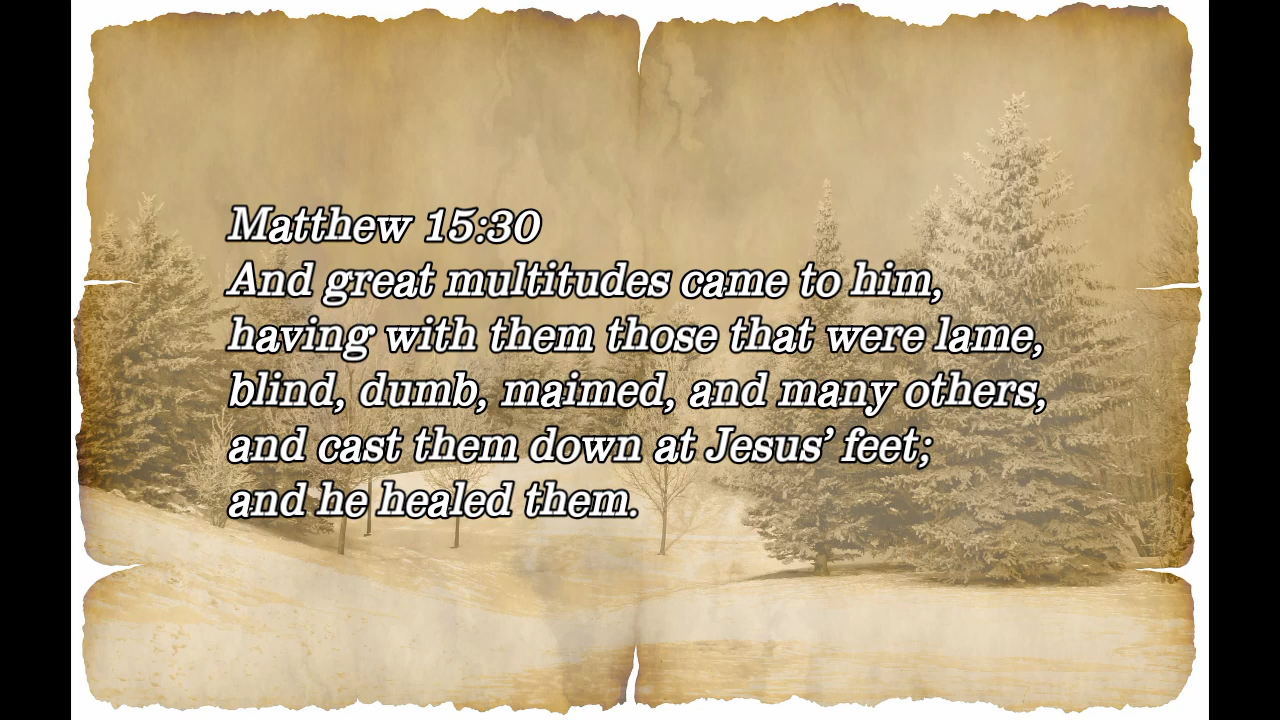 Matthew 15:30
And great multitudes came to him,
having with them those that were lame,
blind, dumb, maimed, and many others,
and cast them down at Jesus’ feet;
and he healed them.